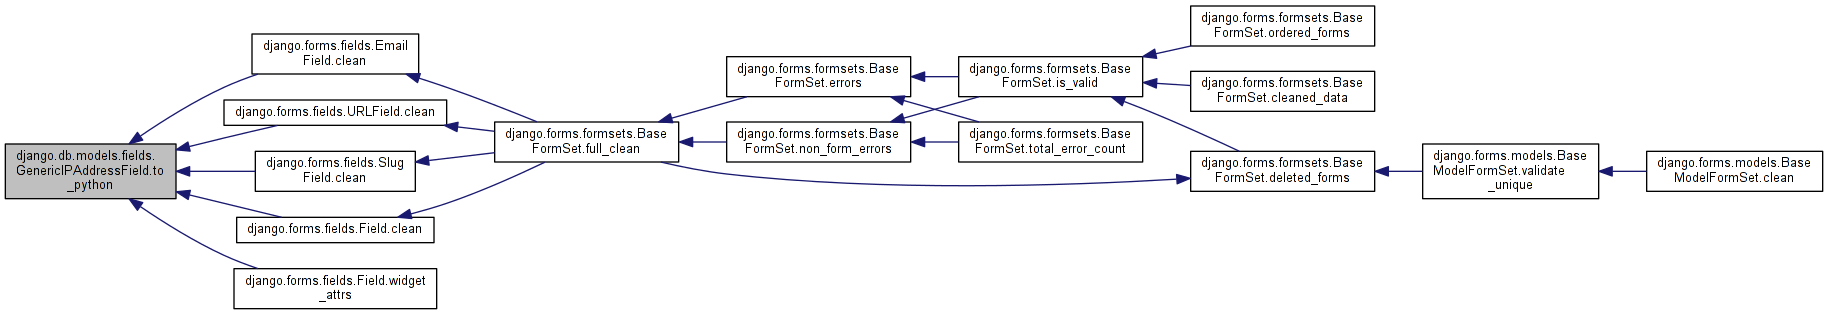 django.db.models.fields.
GenericIPAddressField.to
_python
django.forms.fields.Email
Field.clean
django.forms.fields.URLField.clean
django.forms.fields.Slug
Field.clean
django.forms.fields.Field.clean
django.forms.fields.Field.widget
_attrs
django.forms.formsets.Base
FormSet.full_clean
django.forms.formsets.Base
FormSet.errors
django.forms.formsets.Base
FormSet.non_form_errors
django.forms.formsets.Base
FormSet.is_valid
django.forms.formsets.Base
FormSet.total_error_count
django.forms.formsets.Base
FormSet.ordered_forms
django.forms.formsets.Base
FormSet.cleaned_data
django.forms.formsets.Base
FormSet.deleted_forms
django.forms.models.Base
ModelFormSet.validate
_unique
django.forms.models.Base
ModelFormSet.clean